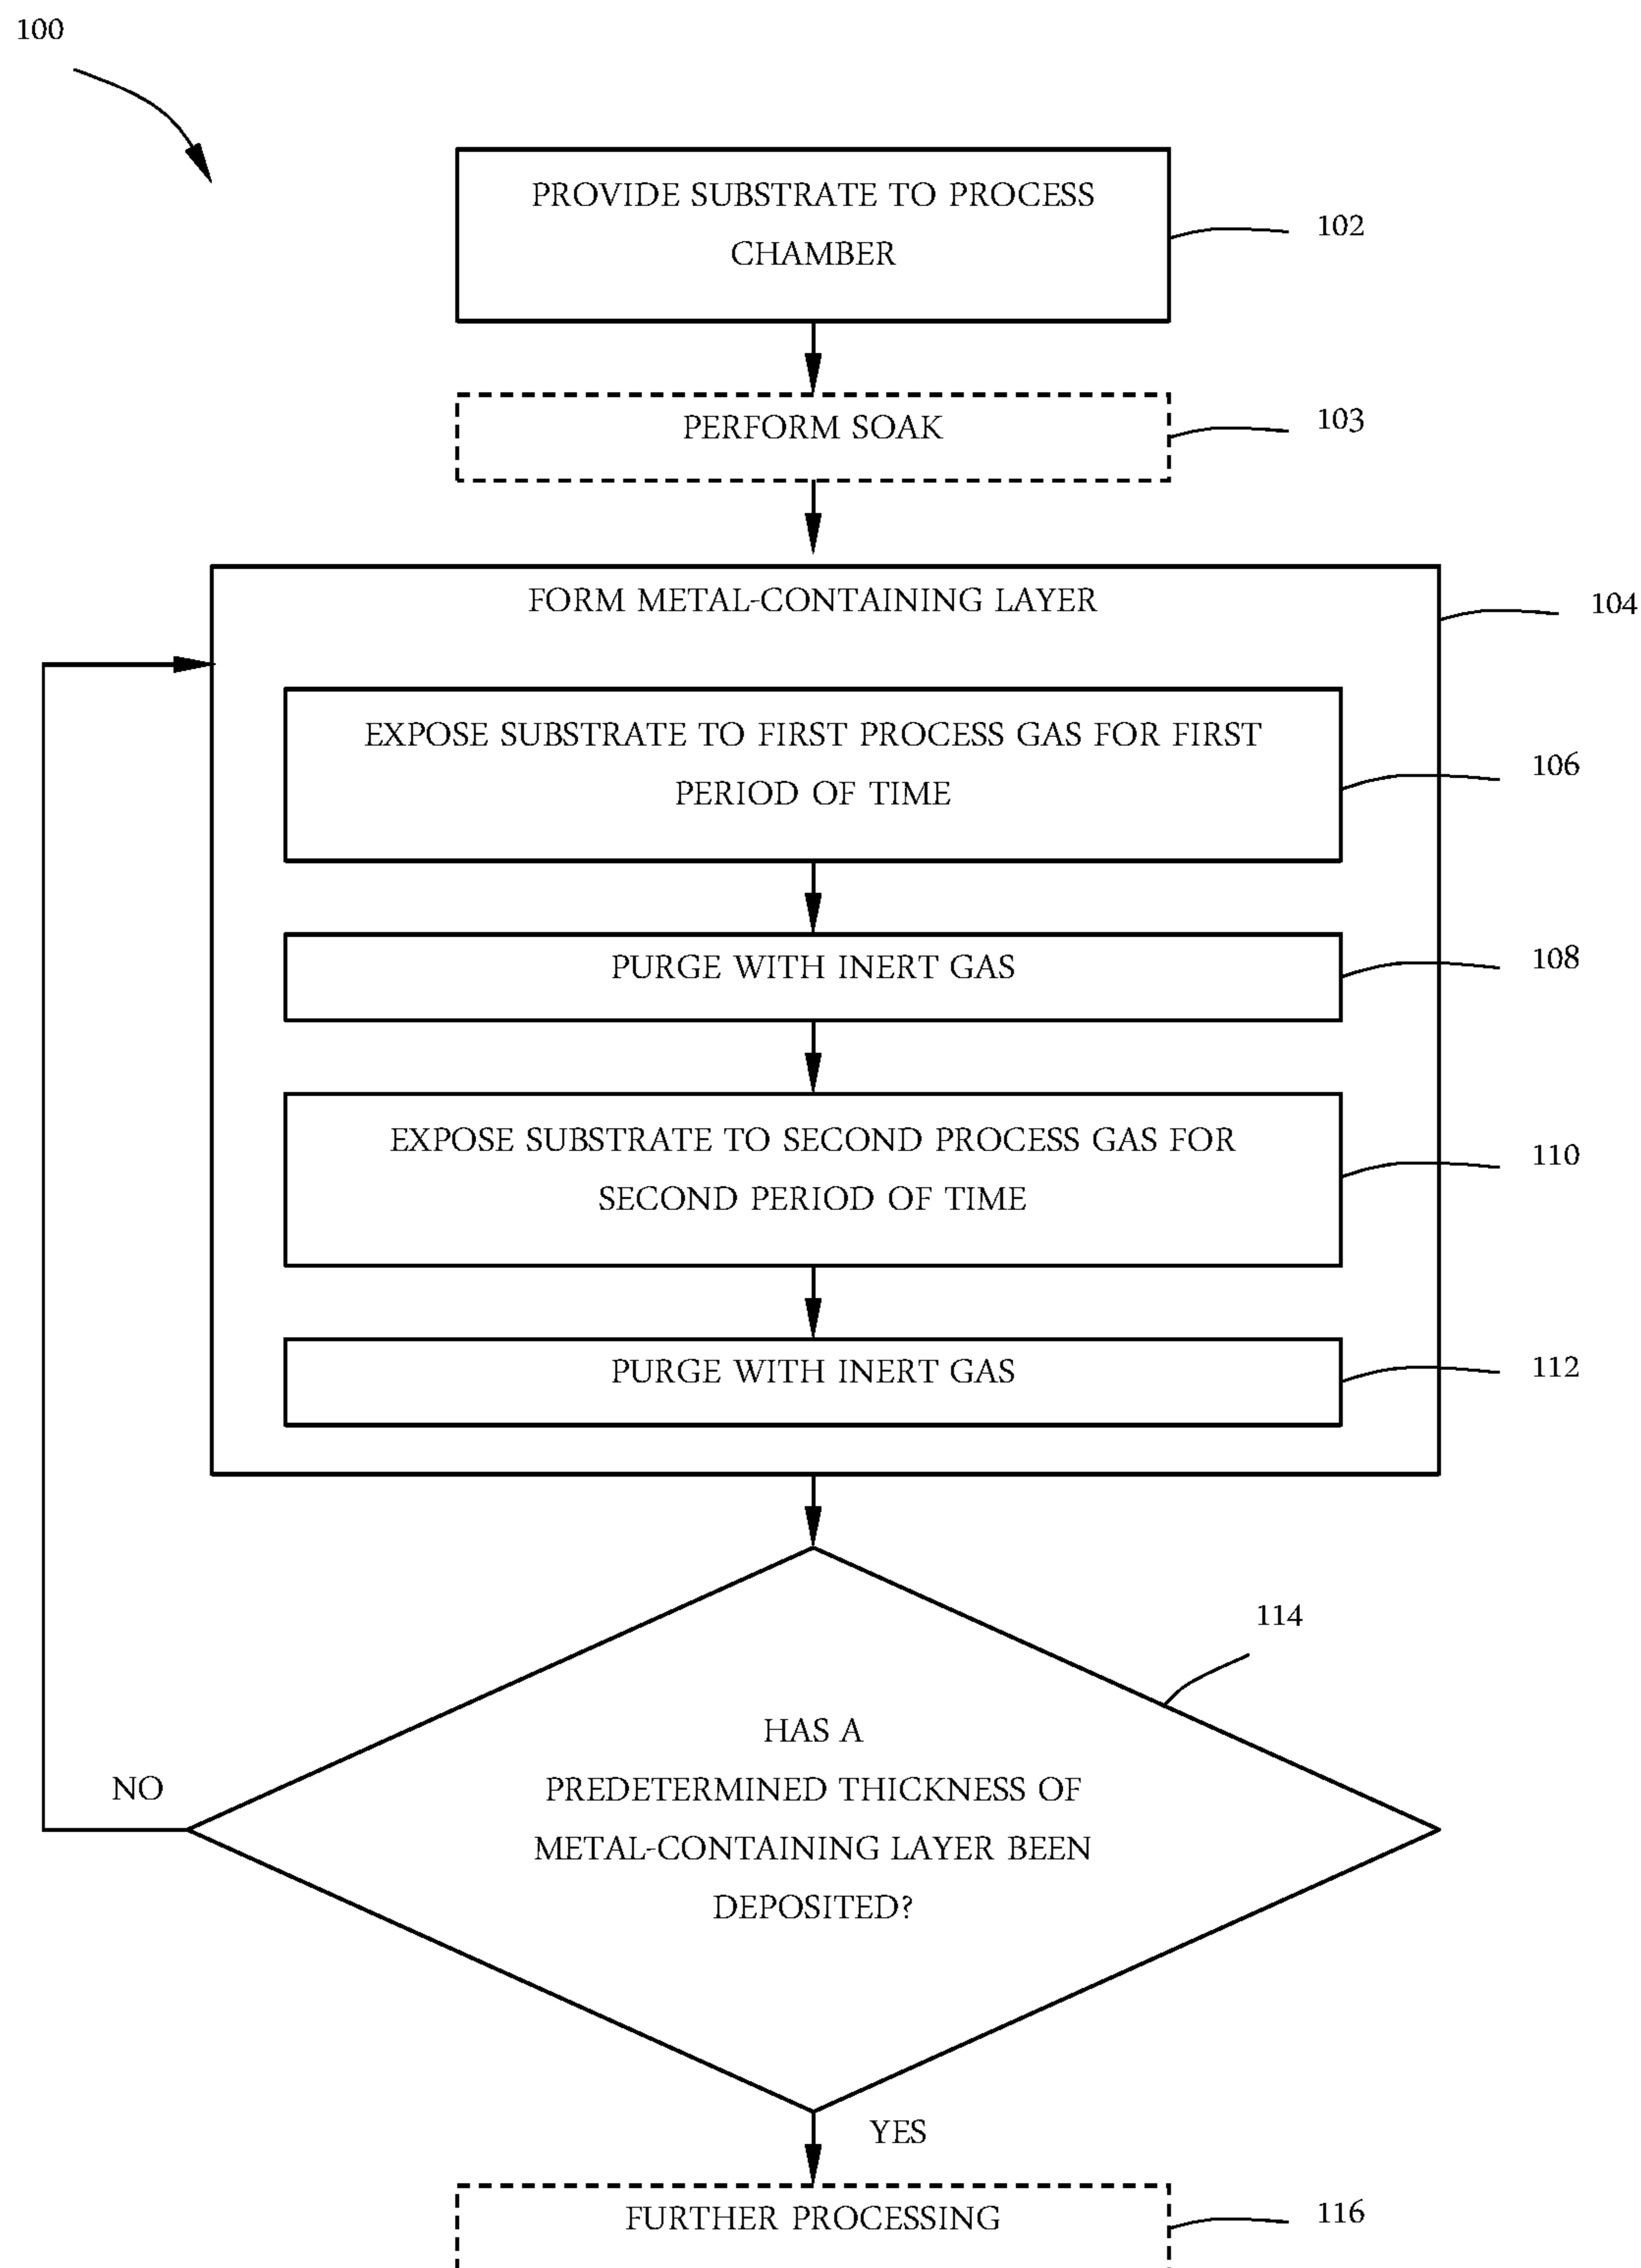 100
PROVIDE SUBSTRATE TO PROCESS
CHAMBER
102
PERFORM SOAK
103
FORM METAL-CONTAINING LAYER
104
EXPOSE SUBSTRATE TO FIRST PROCESS GAS FOR FIRST
PERIOD OF TIME
106
PURGE WITH INERT GAS
108
EXPOSE SUBSTRATE TO SECOND PROCESS GAS FOR
SECOND PERIOD OF TIME
110
PURGE WITH INERT GAS
112
114
HAS A
PREDETERMINED THICKNESS OF
METAL-CONTAINING LAYER BEEN
DEPOSITED?
NO
YES
FURTHER PROCESSING
116